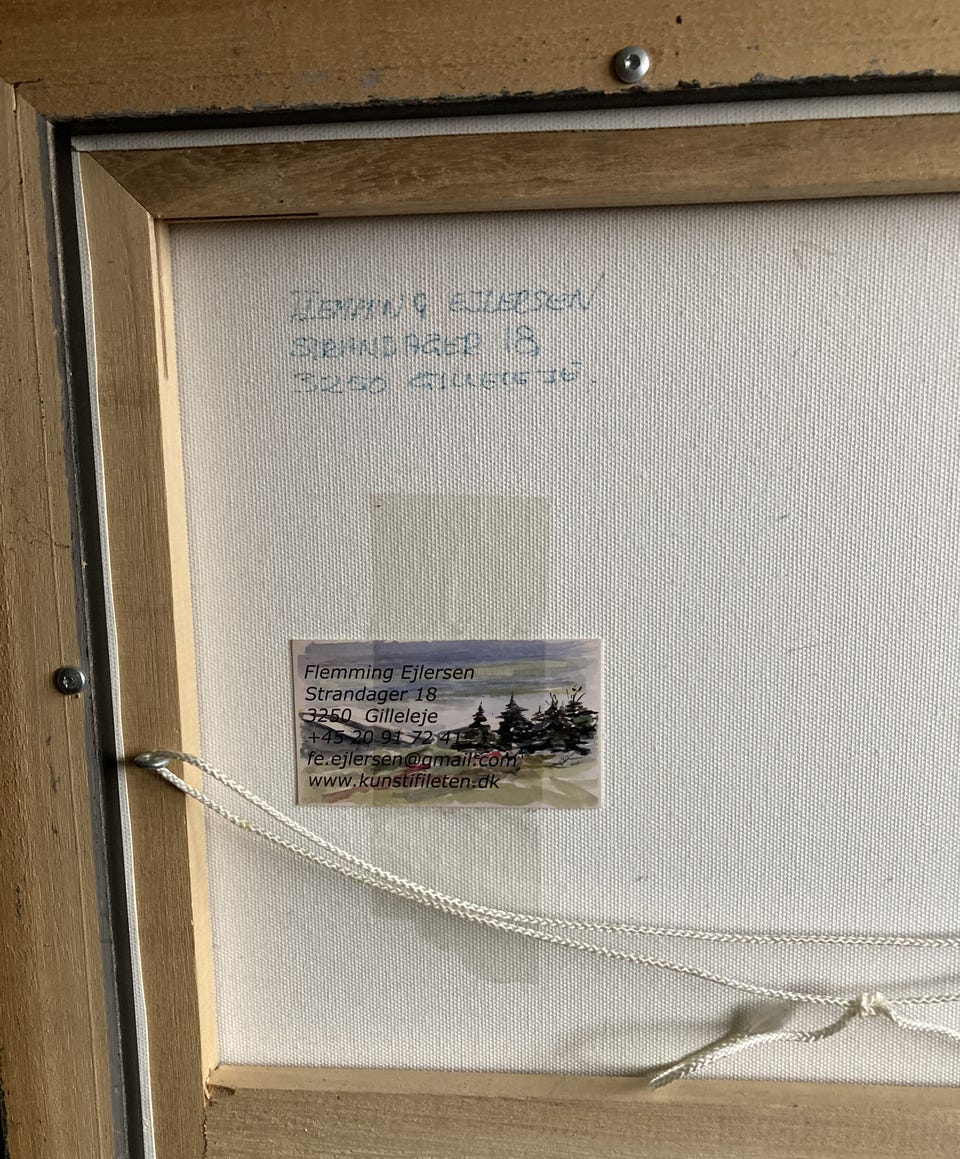 EJLERSEN
STRANDAGER 18
3250 GILLELEJE.
Flemming Ejlersen
Strandager 18
3250 Gilleleje
+45 20 91 72 41
fe.ejlersen@gmail.com
www.kunstifileten.dk